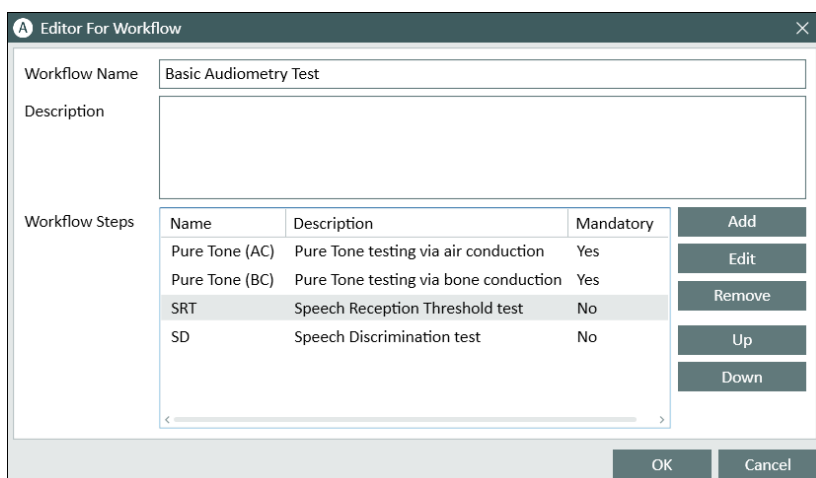 A Editor For Workflow
Workflow Name Basic Audiometry Test
Description
Workflow Steps
Name Description Mandatory
Pure Tone (AC) Pure Tone testing via air conduction Yes
Pure Tone (BC) Pure Tone testing via bone conduction Yes
SRT Speech Reception Threshold test No
SD Speech Discrimination test No
Add
Edit
Remove
Up
Down
OK Cancel